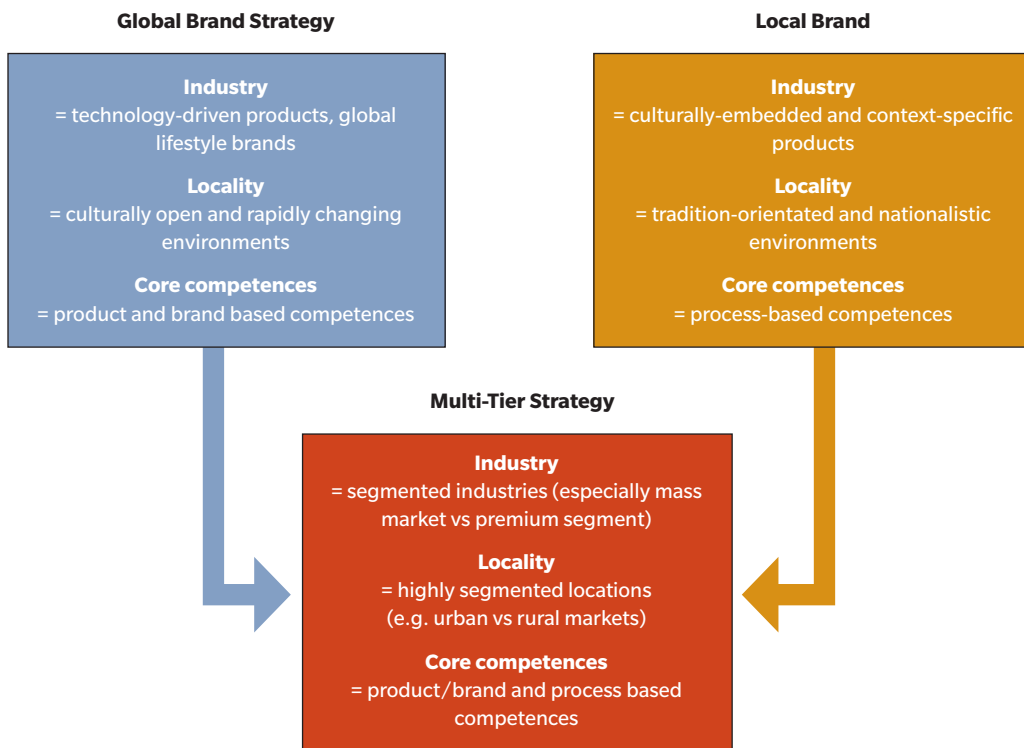 Global Brand Strategy
Industry
= technology-driven products, global
lifestyle brands
Locality
= culturally open and rapidly changing
environments
Core competences
= product and brand based competences
Local Brand
Industry
= culturally-embedded and context-specific
products
Locality
= tradition-orientated and nationalistic
environments
Core competences
= process-based competences
Multi-Tier Strategy
Industry
= segmented industries (especially mass
market vs premium segment)
Locality
= highly segmented locations
(e.g. urban vs rural markets)
Core competences
= product/brand and process based
competences